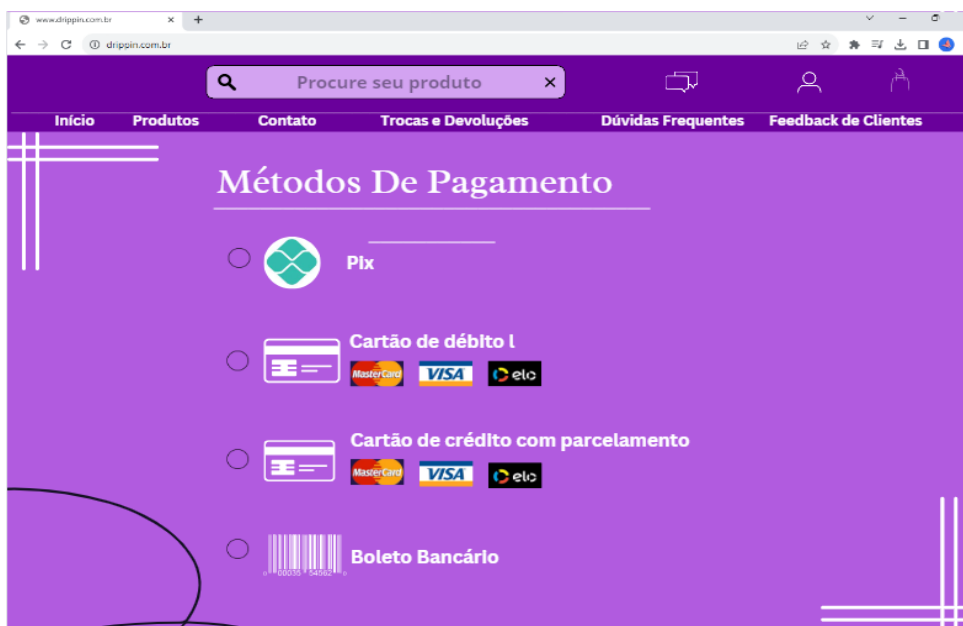 www.drippin.com.br
drippin.com.br
Procure seu produto
Início Produtos Contato Trocas e Devoluções Dúvidas Frequentes Feedback de Clientes
Métodos De Pagamento
Pix
Cartão de débito l
MasterCard VISA elo
Cartão de crédito com parcelamento
MasterCard VISA elo
Boleto Bancário